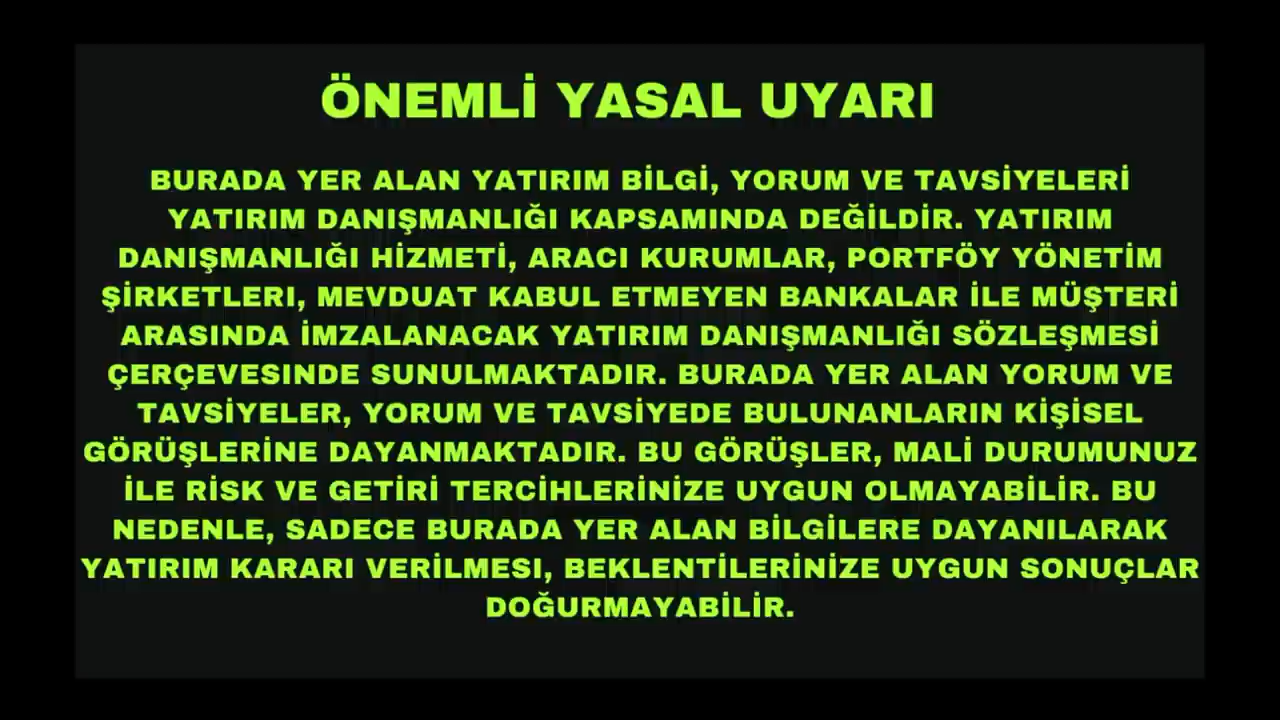 ÖNEMLİ YASAL UYARI
BURADA YER ALAN YATIRIM BİLGİ, YORUM VE TAVSİYELERİ
YATIRIM DANIŞMANLIĞI KAPSAMINDA DEĞİLDİR. YATIRIM
DANIŞMANLIĞI HİZMETİ, ARACI KURUMLAR, PORTFÖY YÖNETİM
ŞİRKETLERI, MEVDUAT KABUL ETMEYEN BANKALAR İLE MÜŞTERİ
ARASINDA İMZALANACAK YATIRIM DANIŞMANLIĞI SÖZLEŞMESİ
ÇERÇEVESINDE SUNULMAKTADIR. BURADA YER ALAN YORUM VE
TAVSİYELER, YORUM VE TAVSİYEDE BULUNANLARIN KİŞİSEL
GÖRÜŞLERİNE DAYANMAKTADIR. BU GÖRÜŞLER, MALİ DURUMUNUZ
İLE RİSK VE GETİRİ TERCİHLERİNİZE UYGUN OLMAYABİLİR. BU
NEDENLE, SADECE BURADA YER ALAN BİLGİLERE DAYANILARAK
YATIRIM KARARI VERİLMESI, BEKLENTİLERİNİZE UYGUN SONUÇLAR
DOĞURMAYABİLİR.